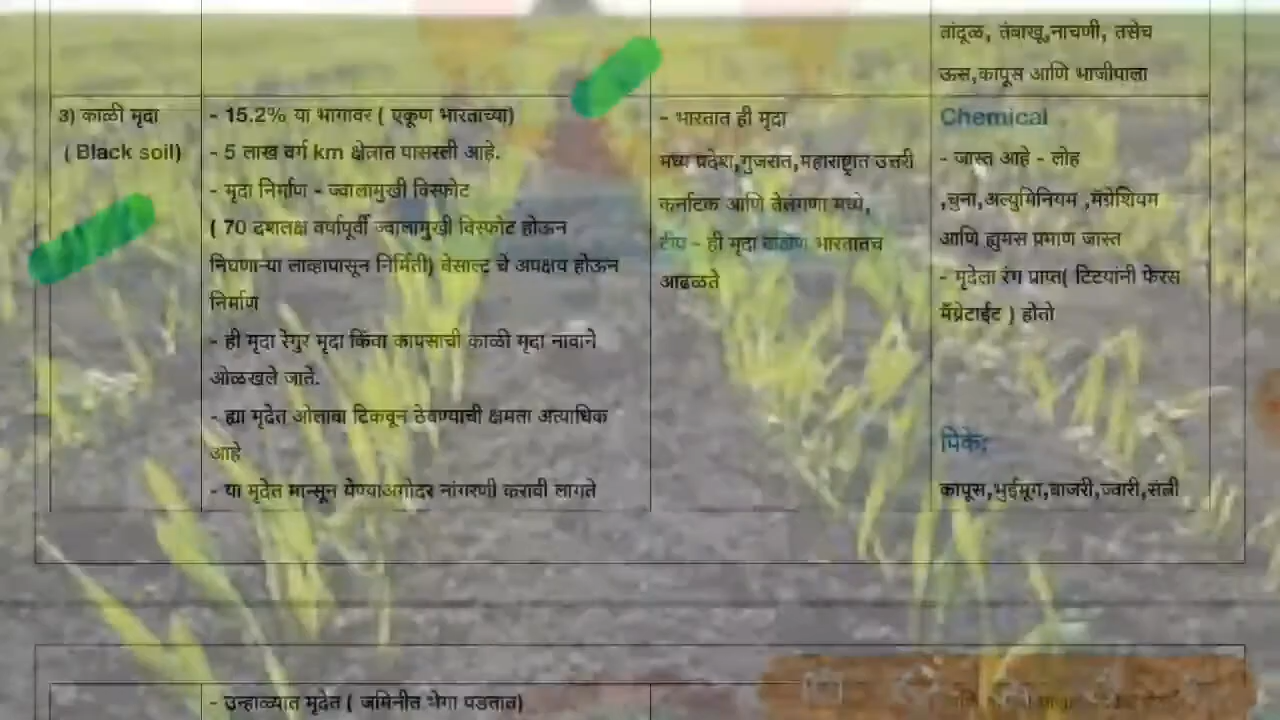 तांदूळ, तंबाखू,नाचणी, तसेच
ऊस,कापूस आणि भाजीपाला
3) काळी मृदा
( Black soil)
- 15.2% या भागावर ( एकूण भारताच्या)
- 5 लाख वर्ग km क्षेत्रात पासरली आहे.
- मृदा निर्माण - ज्वालामुखी विस्फोट
( 70 दशलक्ष वर्षापूर्वी ज्वालामुखी विस्फोट होऊन
निघणाऱ्या लाव्हापासून निर्मिती) बेसाल्ट चे अपक्षय होऊन
निर्माण
- ही मृदा रेगुर मृदा किंवा कापसाची काळी मृदा नावाने
ओळखले जाते.
- ह्या मृदेत ओलावा टिकवून ठेवण्याची क्षमता अत्याधिक
आहे
- या मृदेत मान्सून येण्याअगोदर नांगरणी करावी लागते
- भारतात ही मृदा
मध्य प्रदेश,गुजरात,महाराष्ट्रात उत्तरी
कर्नाटक आणि तेलंगणा मध्ये,
टीप - ही मृदा भारतातच
आढळते
Chemical
- जास्त आहे - लोह
,चुना,अल्युमिनियम ,मॅग्नेशियम
आणि ह्युमस प्रमाण जास्त
- मृदेला रंग प्राप्त( टिटयांनी फेरस
मॅग्नेटाईट ) होतो
पिके:
कापूस,भुईमूग,बाजरी,ज्वारी,संत्री
- उन्हाळ्यात मृदेत ( जमिनीत भेगा पडतात)